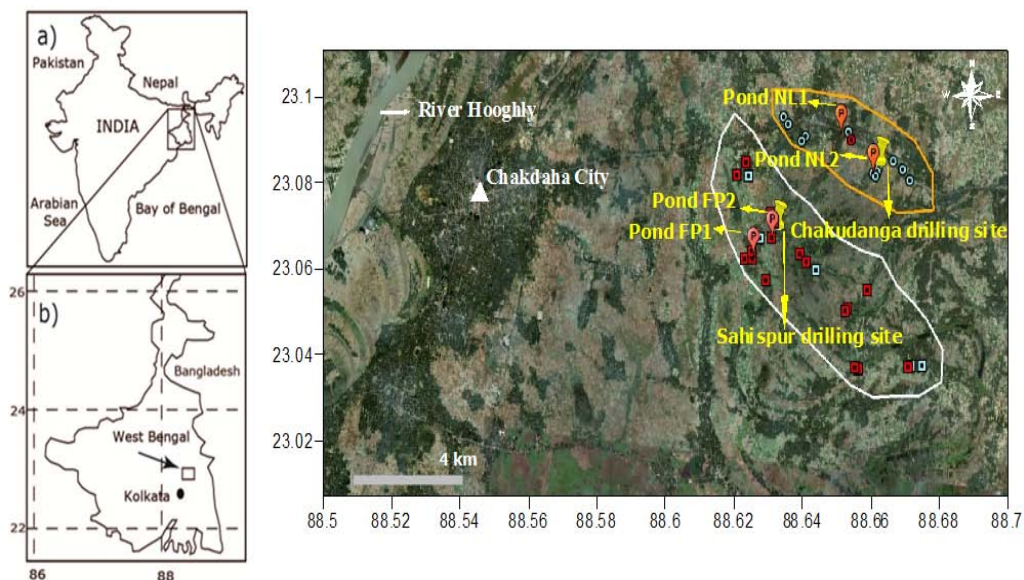 a)
Pakistan
Nepal
INDIA
Arabian
Sea
Bay of Bengal
b)
26
Bangladesh
24
West Bengal
Kolkata
22
86
88
23.1
23.08
23.06
23.04
23.02
88.5
88.52
88.54
88.56
88.58
88.6
88.62
88.64
88.66
88.68
88.7
River Hooghly
Chakdaha City
Pond NL1
Pond NL2
Pond FP2
Pond FP1
Chakudanga drilling site
Sahispur drilling site
4 km
N
W
E
S
P
P
P
P